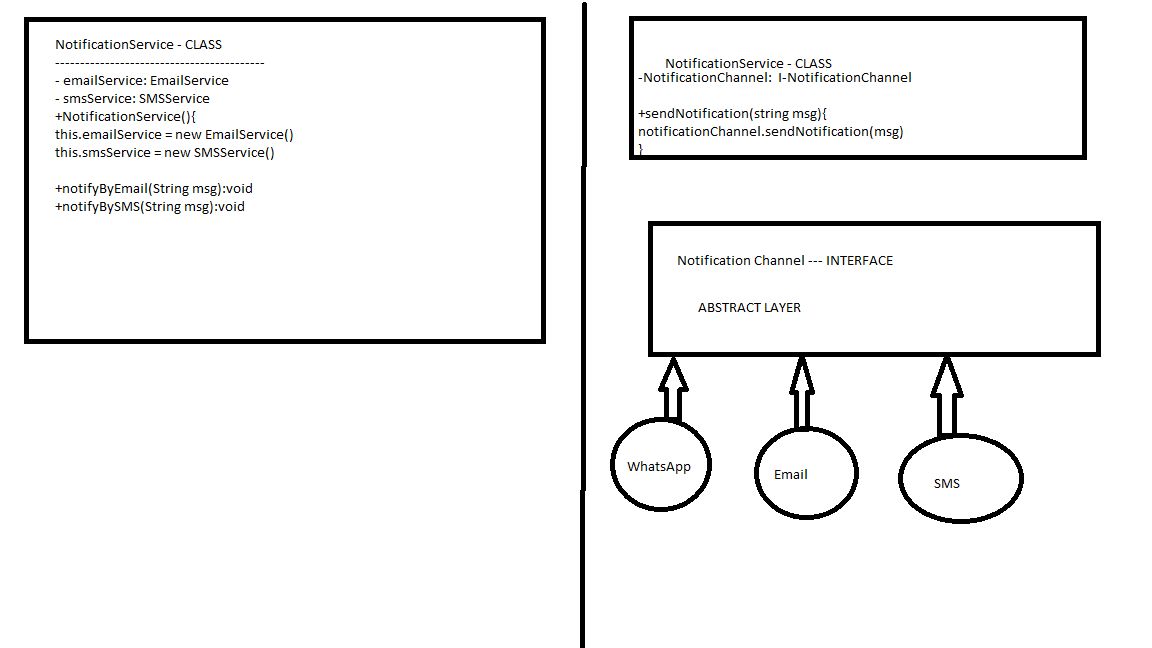 NotificationService - CLASS
------------------------------------------
- emailService: EmailService
- smsService: SMSService
+NotificationService(){
this.emailService = new EmailService()
this.smsService = new SMSService()
+notifyByEmail(String msg):void
+notifyBySMS(String msg):void
NotificationService - CLASS
-NotificationChannel: I-NotificationChannel
+sendNotification(string msg){
notificationChannel.sendNotification(msg)
}
Notification Channel --- INTERFACE
ABSTRACT LAYER
WhatsApp
Email
SMS